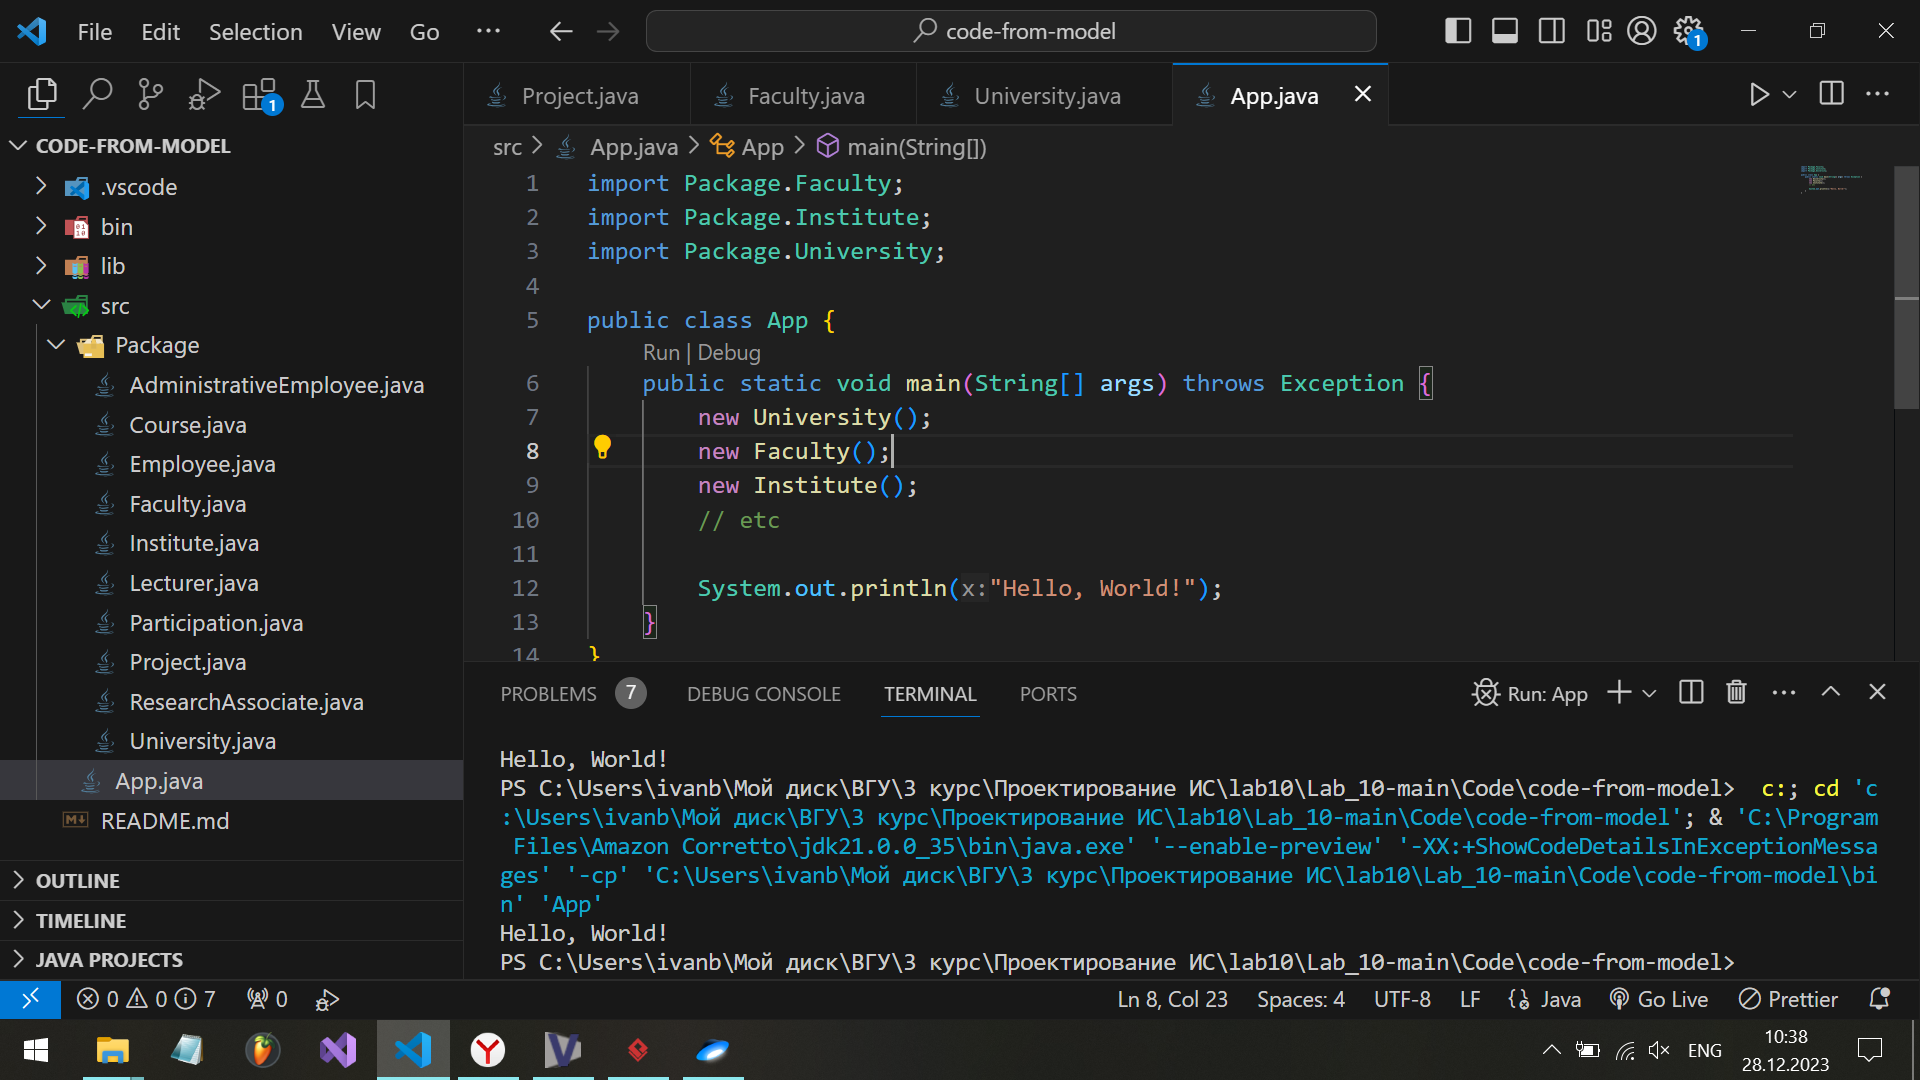 File Edit Selection View Go ···
code-from-model
1
1
Project.java Faculty.java University.java App.java
CODE-FROM-MODEL
.vscode
bin
lib
src
Package
AdministrativeEmployee.java
Course.java
Employee.java
Faculty.java
Institute.java
Lecturer.java
Participation.java
Project.java
ResearchAssociate.java
University.java
App.java
README.md
OUTLINE
TIMELINE
JAVA PROJECTS
src > App.java > App > main(String[])
1 import Package.Faculty;
2 import Package.Institute;
3 import Package.University;
4
5 public class App {
Run | Debug
6 public static void main(String[] args) throws Exception {
7 new University();
8 new Faculty();
9 new Institute();
10 // etc
11
12 System.out.println(x:"Hello, World!");
13 }
14 }
PROBLEMS 7 DEBUG CONSOLE TERMINAL PORTS Run: App
Hello, World!
PS C:\Users\ivanb\Мой диск\ВГУ\3 курс\Проектирование ИС\lab10\Lab_10-main\Code\code-from-model> c:; cd 'c
:\Users\ivanb\Мой диск\ВГУ\3 курс\Проектирование ИС\lab10\Lab_10-main\Code\code-from-model'; & 'C:\Program
Files\Amazon Corretto\jdk21.0.0_35\bin\java.exe' '--enable-preview' '-XX:+ShowCodeDetailsInExceptionMessa
ges' '-cp' 'C:\Users\ivanb\Мой диск\ВГУ\3 курс\Проектирование ИС\lab10\Lab_10-main\Code\code-from-model\bi
n' 'App'
Hello, World!
PS C:\Users\ivanb\Мой диск\ВГУ\3 курс\Проектирование ИС\lab10\Lab_10-main\Code\code-from-model>
0 0 7 0 Ln 8, Col 23 Spaces: 4 UTF-8 LF Java Go Live Prettier
ENG
10:38
28.12.2023